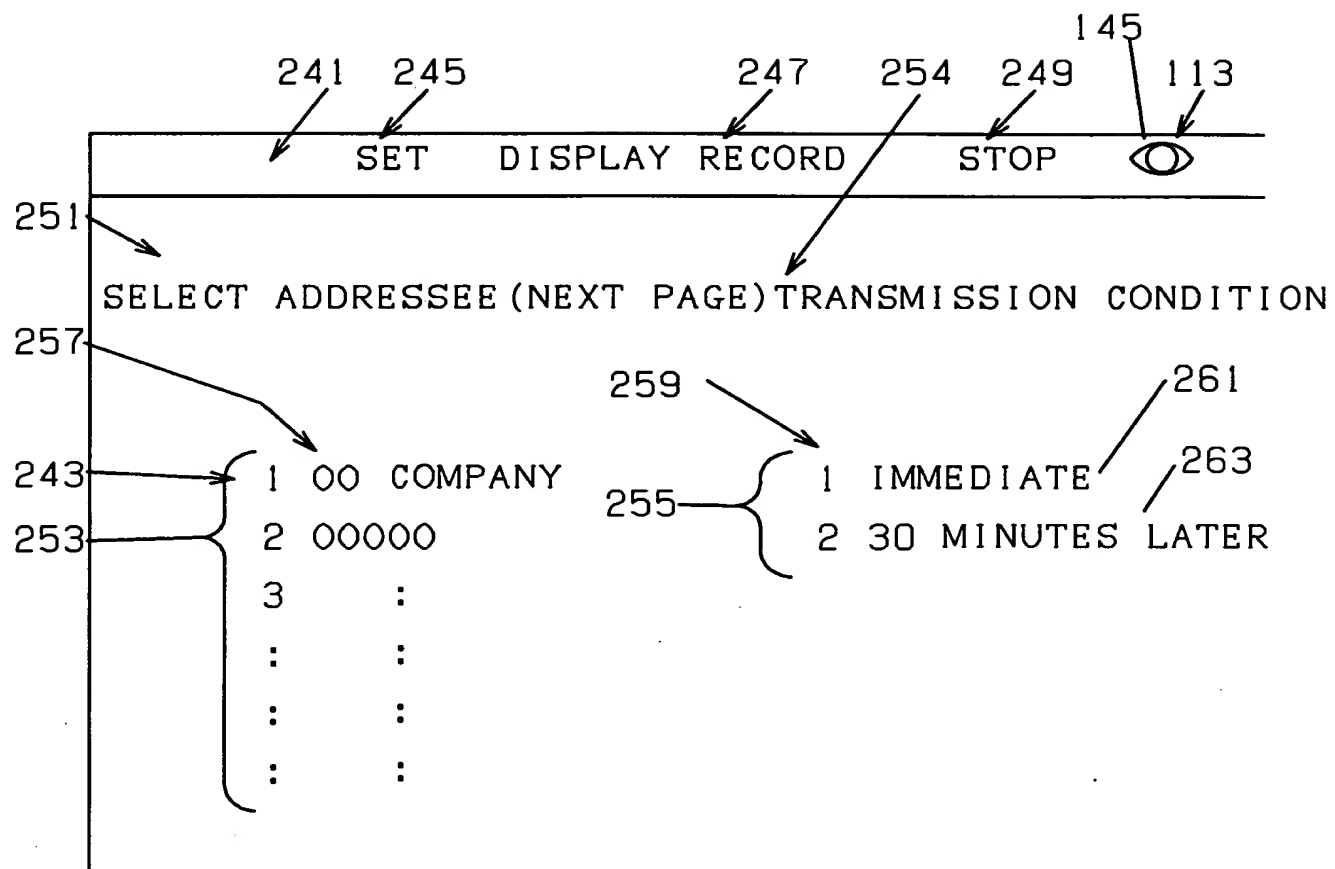 145
241 245 247 254 249 113
SET DISPLAY RECORD STOP
251
SELECT ADDRESSEE(NEXT PAGE)TRANSMISSION CONDITION
257
259 261
243 1 OO COMPANY 1 IMMEDIATE 263
255
253 2 OOOOO 2 30 MINUTES LATER
3 :
: :
: :
: :